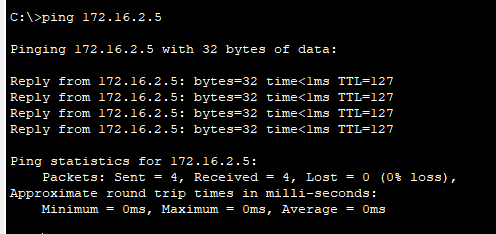 C:\>ping 172.16.2.5
Pinging 172.16.2.5 with 32 bytes of data:
Reply from 172.16.2.5: bytes=32 time<1ms TTL=127
Reply from 172.16.2.5: bytes=32 time<1ms TTL=127
Reply from 172.16.2.5: bytes=32 time<1ms TTL=127
Reply from 172.16.2.5: bytes=32 time<1ms TTL=127
Ping statistics for 172.16.2.5:
    Packets: Sent = 4, Received = 4, Lost = 0 (0% loss),
Approximate round trip times in milli-seconds:
    Minimum = 0ms, Maximum = 0ms, Average = 0ms